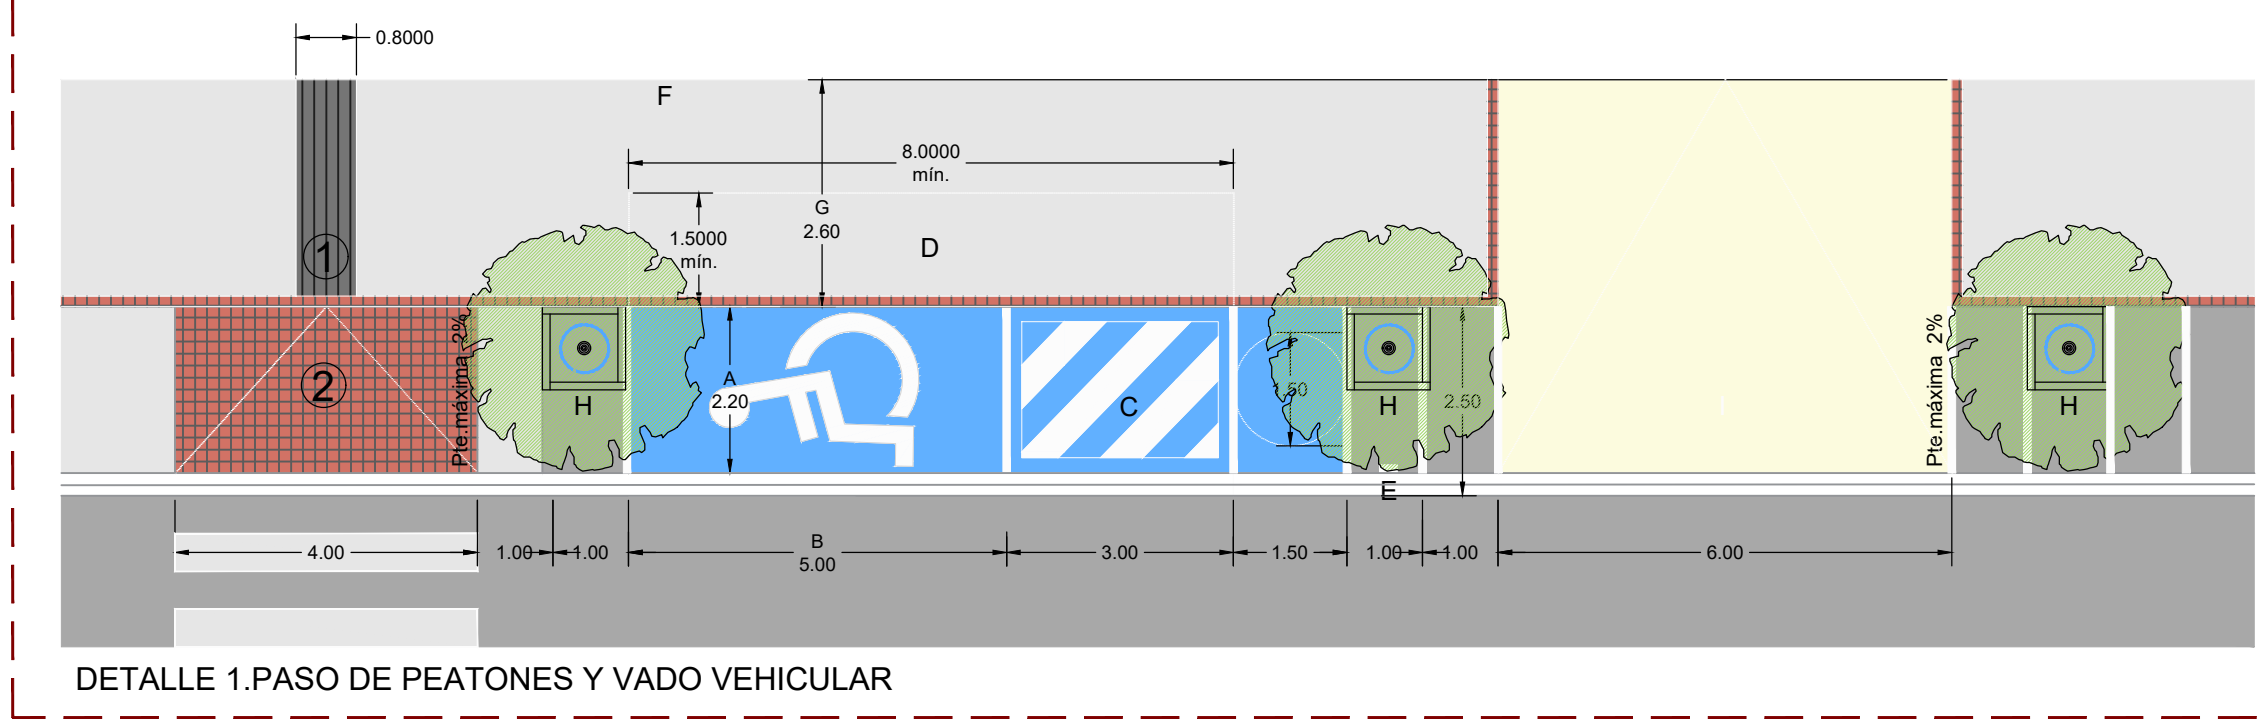 0.8000
F
8.0000
mín.
G
2.60
1.5000
mín.
D
1
Pte.máxima 2%
2
H
A
2.20
C
1.50
H
2.50
Pte.máxima 2%
H
E
4.00
1.00
1.00
B
5.00
3.00
1.50
1.00
1.00
6.00
DETALLE 1.PASO DE PEATONES Y VADO VEHICULAR